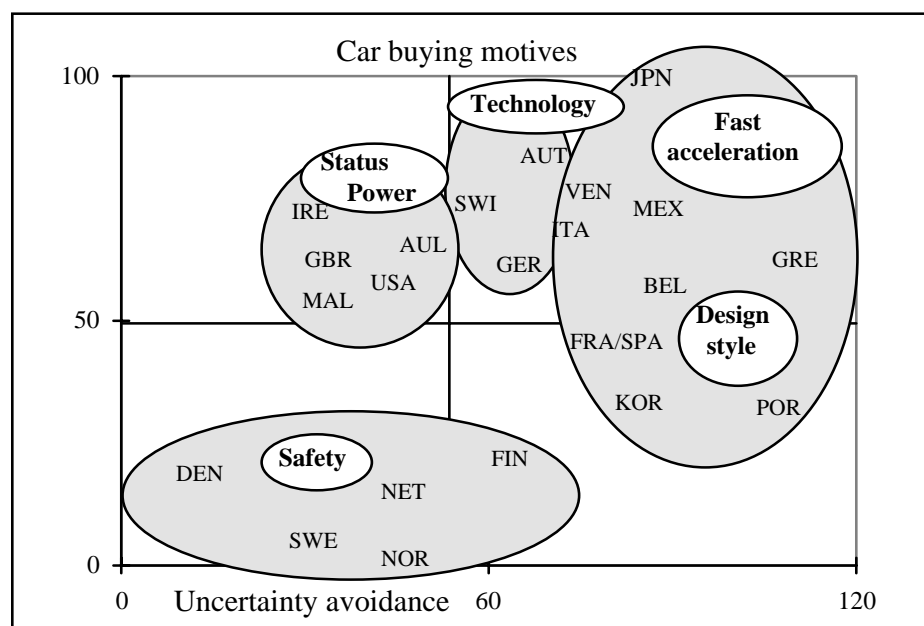 Car buying motives
100
JPN
Technology
Fast
acceleration
Status
Power
AUT
VEN
SWI
MEX
IRE
ITA
AUL
GBR
GER
GRE
USA
BEL
MAL
50
Design
style
FRA/SPA
KOR
POR
Safety
FIN
DEN
NET
SWE
NOR
0
0
Uncertainty avoidance
60
120